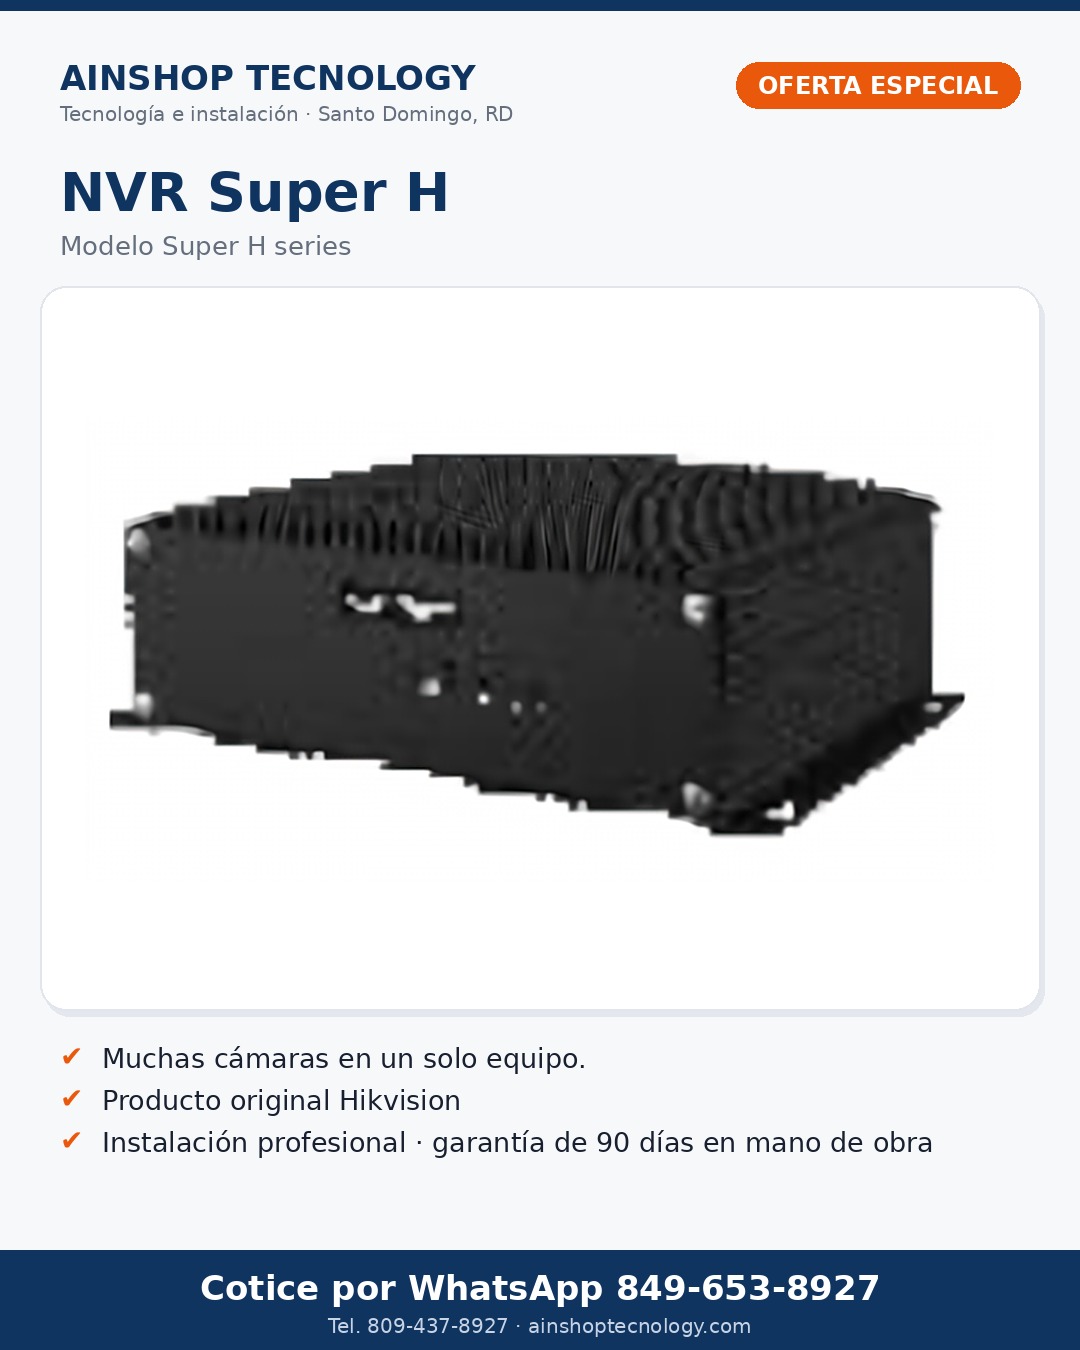 AINSHOP TECNOLOGY
Tecnología e instalación · Santo Domingo, RD
OFERTA ESPECIAL
NVR Super H
Modelo Super H series
✔ Muchas cámaras en un solo equipo.
✔ Producto original Hikvision
✔ Instalación profesional · garantía de 90 días en mano de obra
Cotice por WhatsApp 849-653-8927
Tel. 809-437-8927 · ainshoptecnology.com